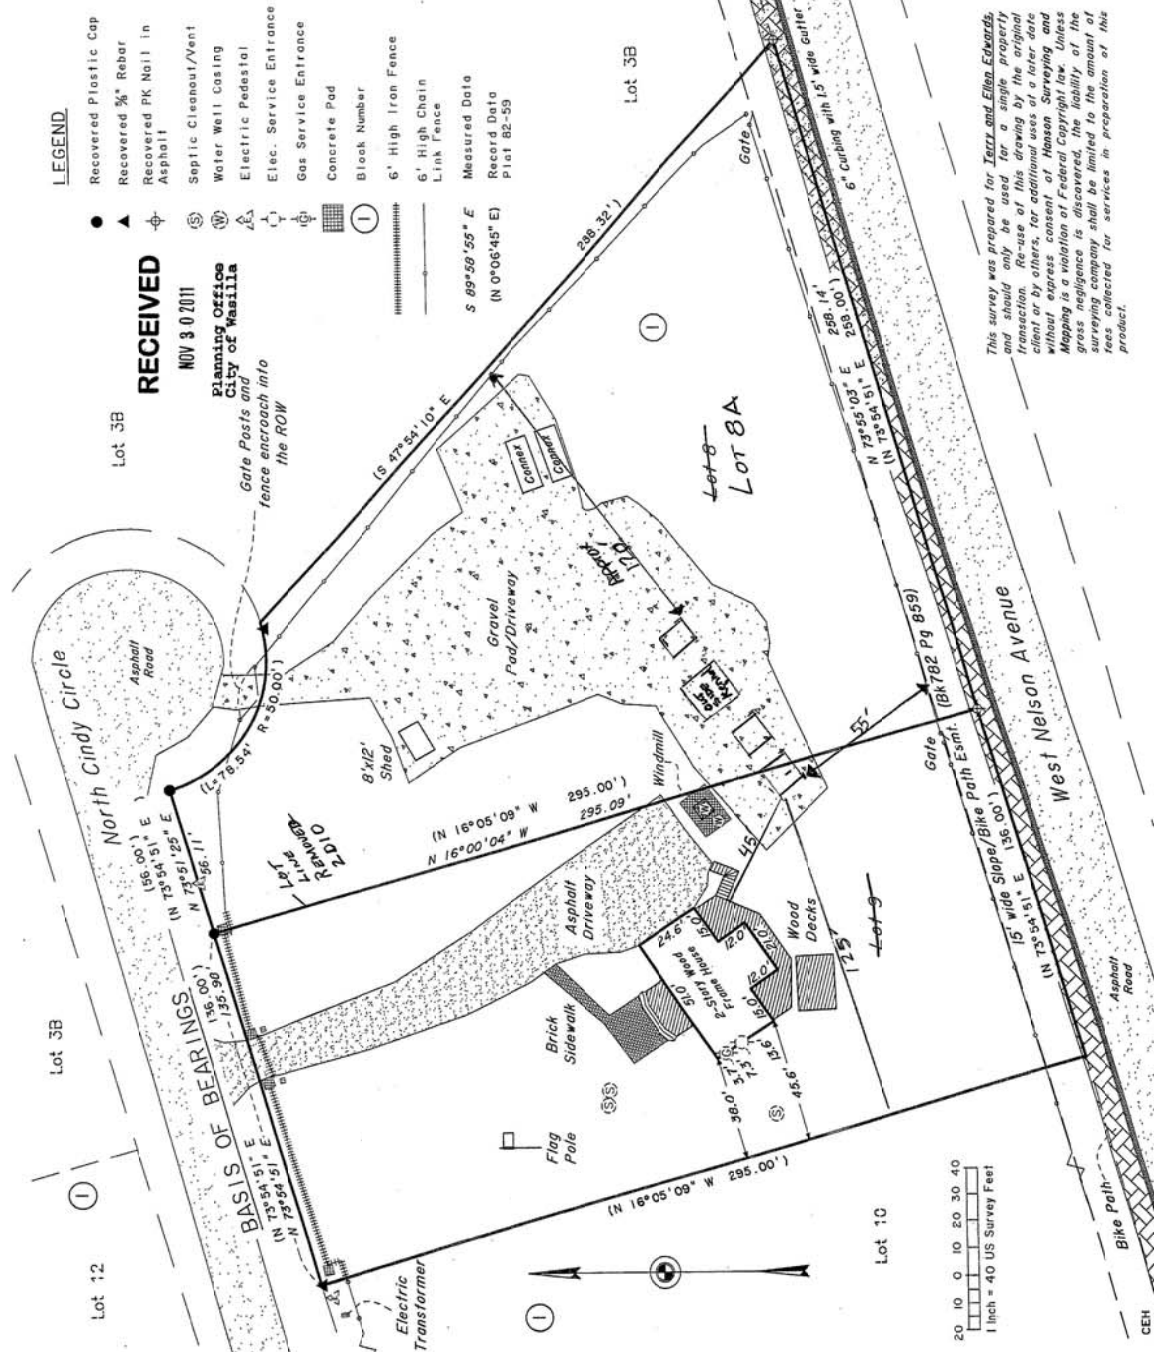 LEGEND
Recovered Plastic Cap
Recovered 5/8" Rebar
Recovered PK Nail in
Asphalt
(S) Septic Cleanout/Vent
(W) Water Well Casing
Electric Pedestal
Elec. Service Entrance
(G) Gas Service Entrance
Concrete Pad
(1) Block Number
6' High Iron Fence
6' High Chain
Link Fence
S 89°58'55" E Measured Data
(N 0°06'45" E) Record Data
Plat 82-59
RECEIVED
NOV 30 2011
Planning Office
City of Wasilla
Gate Posts and
fence encroach into
the ROW
Lot 3B
Lot 3B
Lot 3B
Lot 12
1
North Cindy Circle
Asphalt
Road
(L=78.54' R=50.00')
(S 47°54'10" E
298.32')
(56.00')
(N 73°54'51" E
N 73°51'25" E
56.11'
BASIS OF BEARINGS
136.00')
135.90'
(N 73°54'51" E
N 73°54'51" E
8'x12'
Shed
Gravel
Pad/Driveway
Connex
Connex
Approx
120'
1
Lot 8
LOT 8A
LOT
LINE
REMOVED
2010
(N 16°05'09" W 295.00')
N 16°00'04" W 295.09'
Windmill
W
W
Asphalt
Driveway
Brick
Sidewalk
2-Story Wood
Frame House
24.6'
51.0'
15.0'
12.0'
21.0'
12.0'
15.0'
13.6'
7.3'
3.7'
G
38.0'
45.6'
Wood
Decks
45'
55'
125'
Lot 9
S S
S
Flag
Pole
Electric
Transformer
(N 16°05'09" W 295.00')
Lot 10
1
Gate
Gate
(Bk782 Pg 859)
15' wide Slope/Bike Path Esmt
(N 73°54'51" E 136.00')
N 73°55'03" E 258.14'
(N 73°54'51" E 258.00')
6" Curbing with 1.5' wide Gutter
West Nelson Avenue
Asphalt
Road
Bike Path
20 10 0 10 20 30 40
1 Inch = 40 US Survey Feet
CEH
This survey was prepared for Terry and Ellen Edwards,
and should only be used for a single property
transaction. Re-use of this drawing by the original
client or by others, for additional uses at a later date
without express consent of Hanson Surveying and
Mapping is a violation of Federal Copyright law. Unless
gross negligence is discovered, the liability of the
surveying company shall be limited to the amount of
fees collected for services in preparation of this
product.